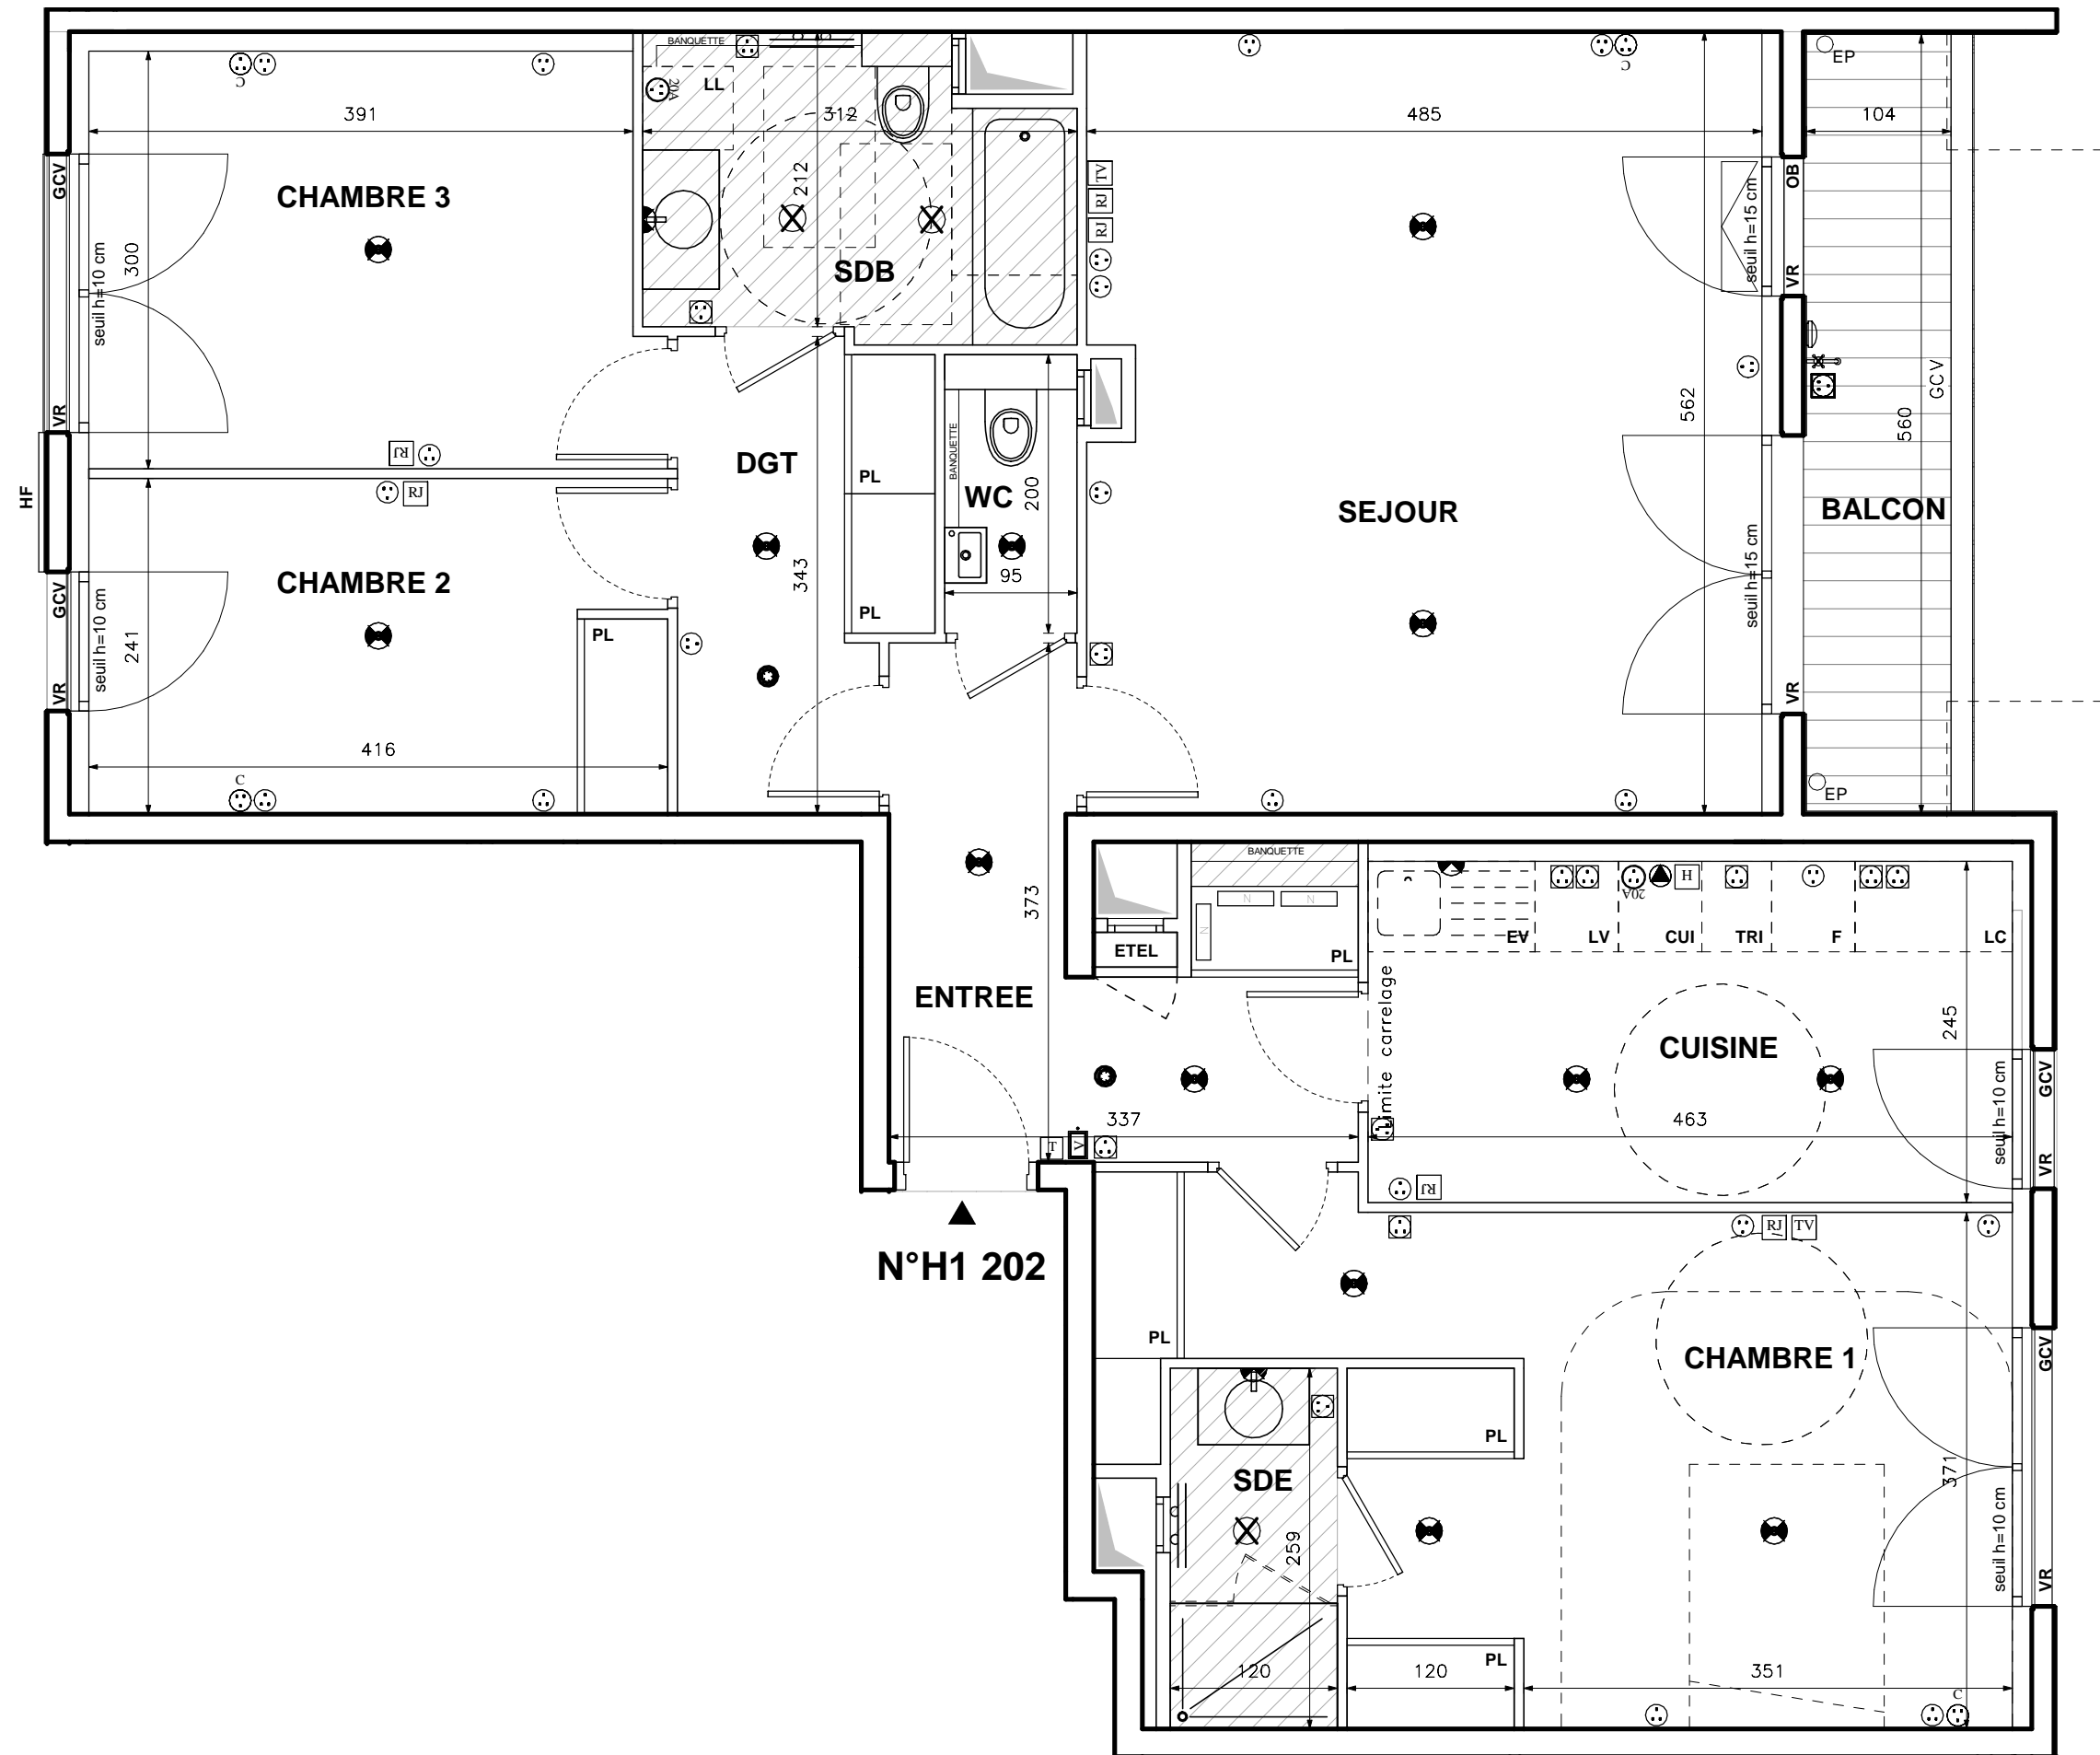 BANQUETTE
EP
C
C
20A
LL
391
312
485
104
GCV
CHAMBRE 3
212
TV
RJ
RJ
OB
seuil h=15 cm
300
seuil h=10 cm
SDB
VR
VR
562
GCV
560
RJ
DGT
PL
BANQUETTE
WC
200
SEJOUR
BALCON
HF
RJ
CHAMBRE 2
343
95
seuil h=15 cm
GCV
seuil h=10 cm
241
PL
PL
VR
VR
416
C
EP
BANQUETTE
373
N
N
N
20A
H
ETEL
PL
EV
LV
CUI
TRI
F
LC
ENTREE
limite carrelage
CUISINE
245
GCV
seuil h=10 cm
337
463
T
V
VR
RJ
N°H1 202
RJ
TV
PL
CHAMBRE 1
GCV
PL
SDE
371
259
seuil h=10 cm
VR
120
120
PL
351
C